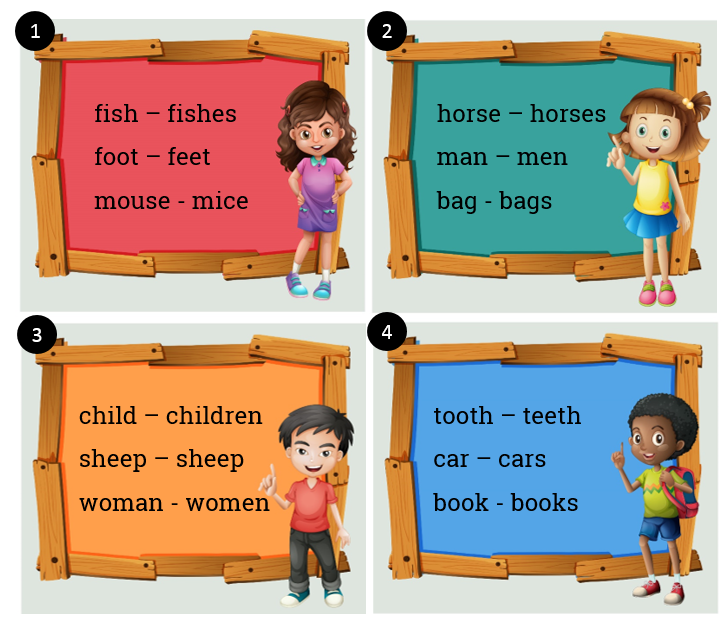 1
fish – fishes
foot – feet
mouse - mice
2
horse – horses
man – men
bag - bags
3
child – children
sheep – sheep
woman - women
4
tooth – teeth
car – cars
book - books